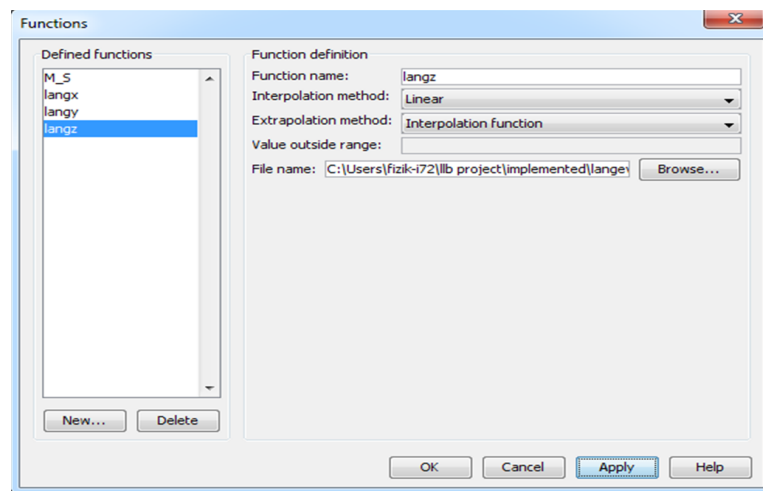 Functions
Defined functions
M_S
langx
langy
langz
New...
Delete
Function definition
Function name: langz
Interpolation method: Linear
Extrapolation method: Interpolation function
Value outside range:
File name: C:\Users\fizik-i72\llb project\implemented\lange Browse...
OK Cancel Apply Help